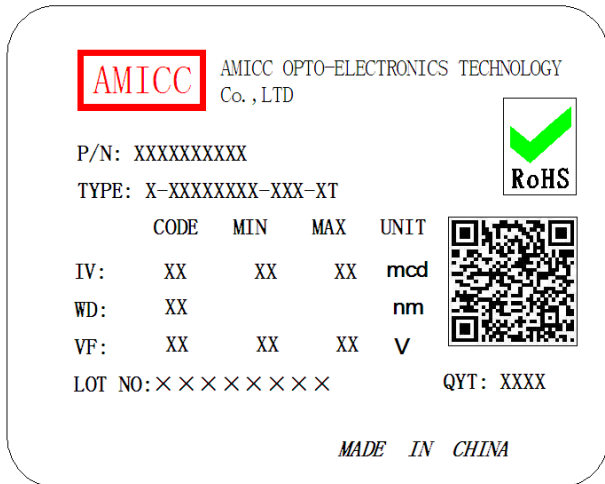 AMICC
AMICC OPTO-ELECTRONICS TECHNOLOGY
Co.,LTD
P/N: XXXXXXXXXX
RoHS
TYPE: X-XXXXXXXX-XXX-XT
CODE MIN MAX UNIT
IV: XX XX XX mcd
WD: XX nm
VF: XX XX XX V
LOT NO:×××××××× QYT: XXXX
MADE IN CHINA